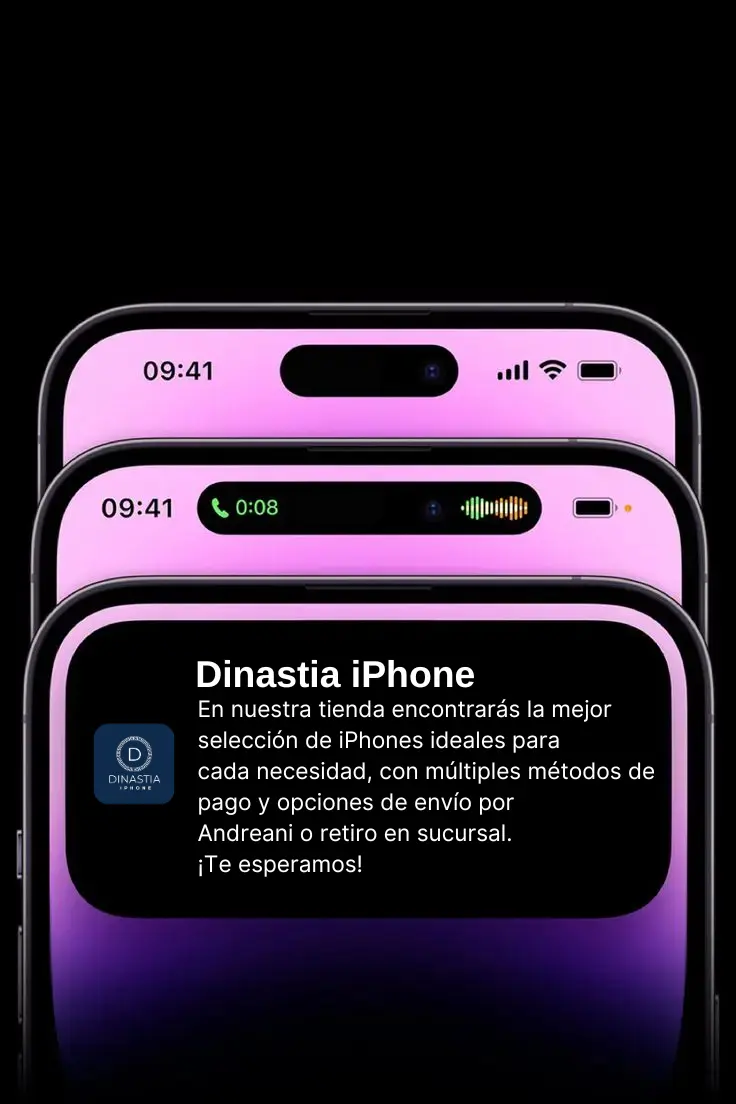 09:41
09:41
0:08
Dinastia iPhone
En nuestra tienda encontrarás la mejor
selección de iPhones ideales para
cada necesidad, con múltiples métodos de
pago y opciones de envío por
Andreani o retiro en sucursal.
¡Te esperamos!
D
DINASTIA
IPHONE